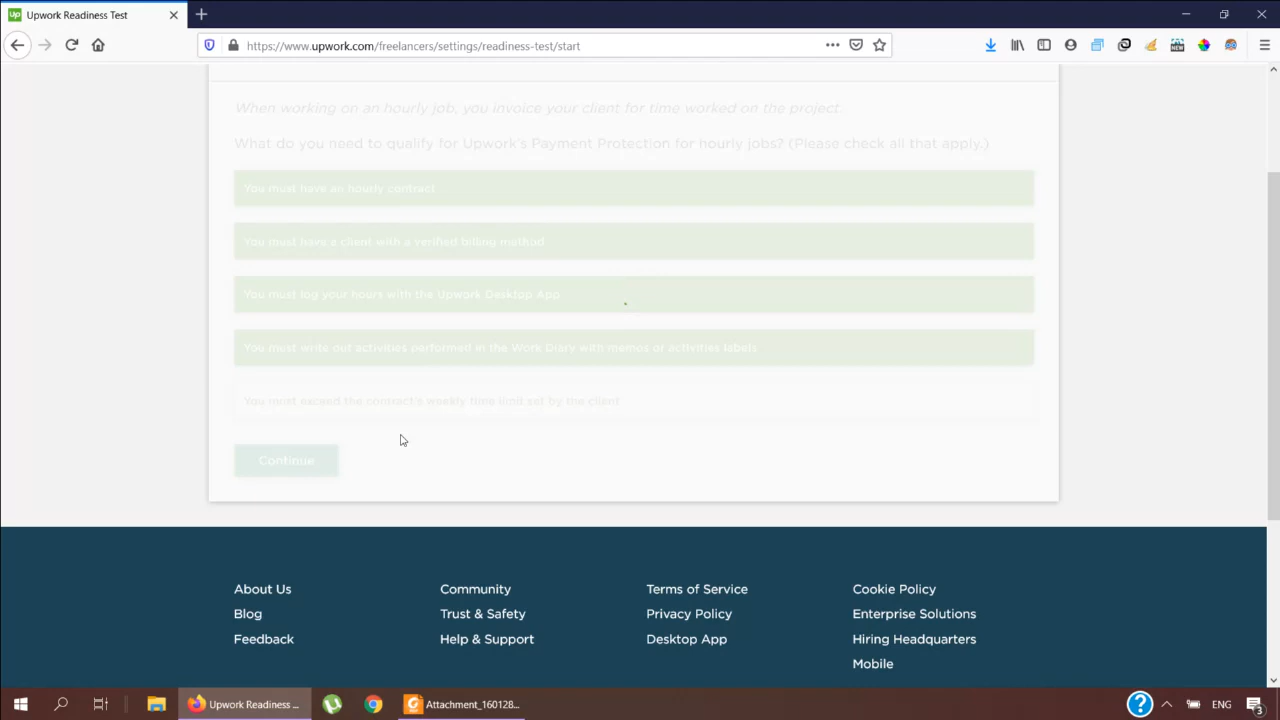 Upwork Readiness Test
https://www.upwork.com/freelancers/settings/readiness-test/start
When working on an hourly job, you invoice your client for time worked on the project.
What do you need to qualify for Upwork's Payment Protection for hourly jobs? (Please check all that apply.)
You must have an hourly contract
You must have a client with a verified billing method
You must log your hours with the Upwork Desktop App
You must write out activities performed in the Work Diary with memos or activities labels
You must exceed the contract's weekly time limit set by the client
Continue
About Us
Community
Terms of Service
Cookie Policy
Blog
Trust & Safety
Privacy Policy
Enterprise Solutions
Feedback
Help & Support
Desktop App
Hiring Headquarters
Mobile
Upwork Readiness ...
Attachment_160128...
ENG
3